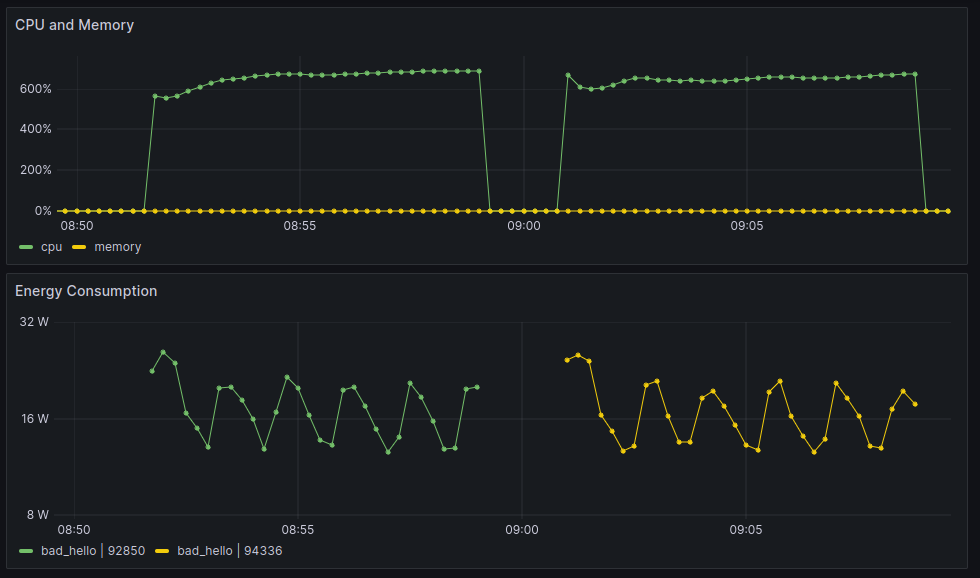 CPU and Memory
600%
400%
200%
0%
08:50 08:55 09:00 09:05
cpu memory
Energy Consumption
32 W
16 W
8 W
08:50 08:55 09:00 09:05
bad_hello | 92850 bad_hello | 94336